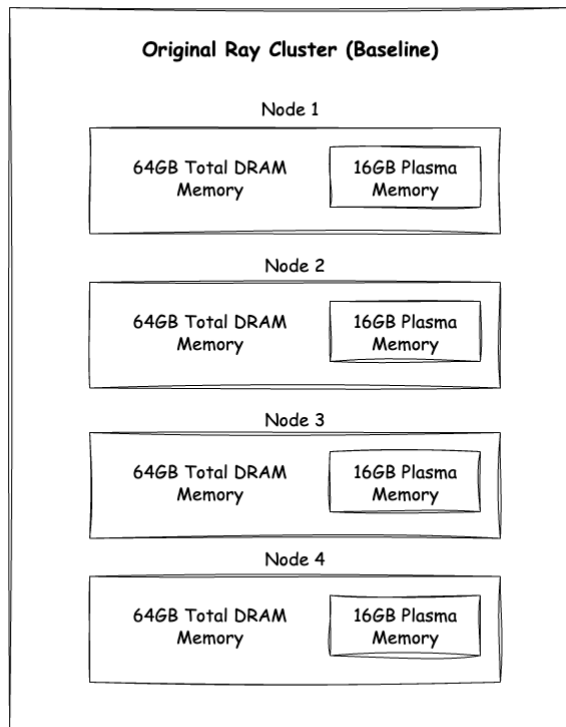 Original Ray Cluster (Baseline)
Node 1
64GB Total DRAM
Memory
16GB Plasma
Memory
Node 2
64GB Total DRAM
Memory
16GB Plasma
Memory
Node 3
64GB Total DRAM
Memory
16GB Plasma
Memory
Node 4
64GB Total DRAM
Memory
16GB Plasma
Memory